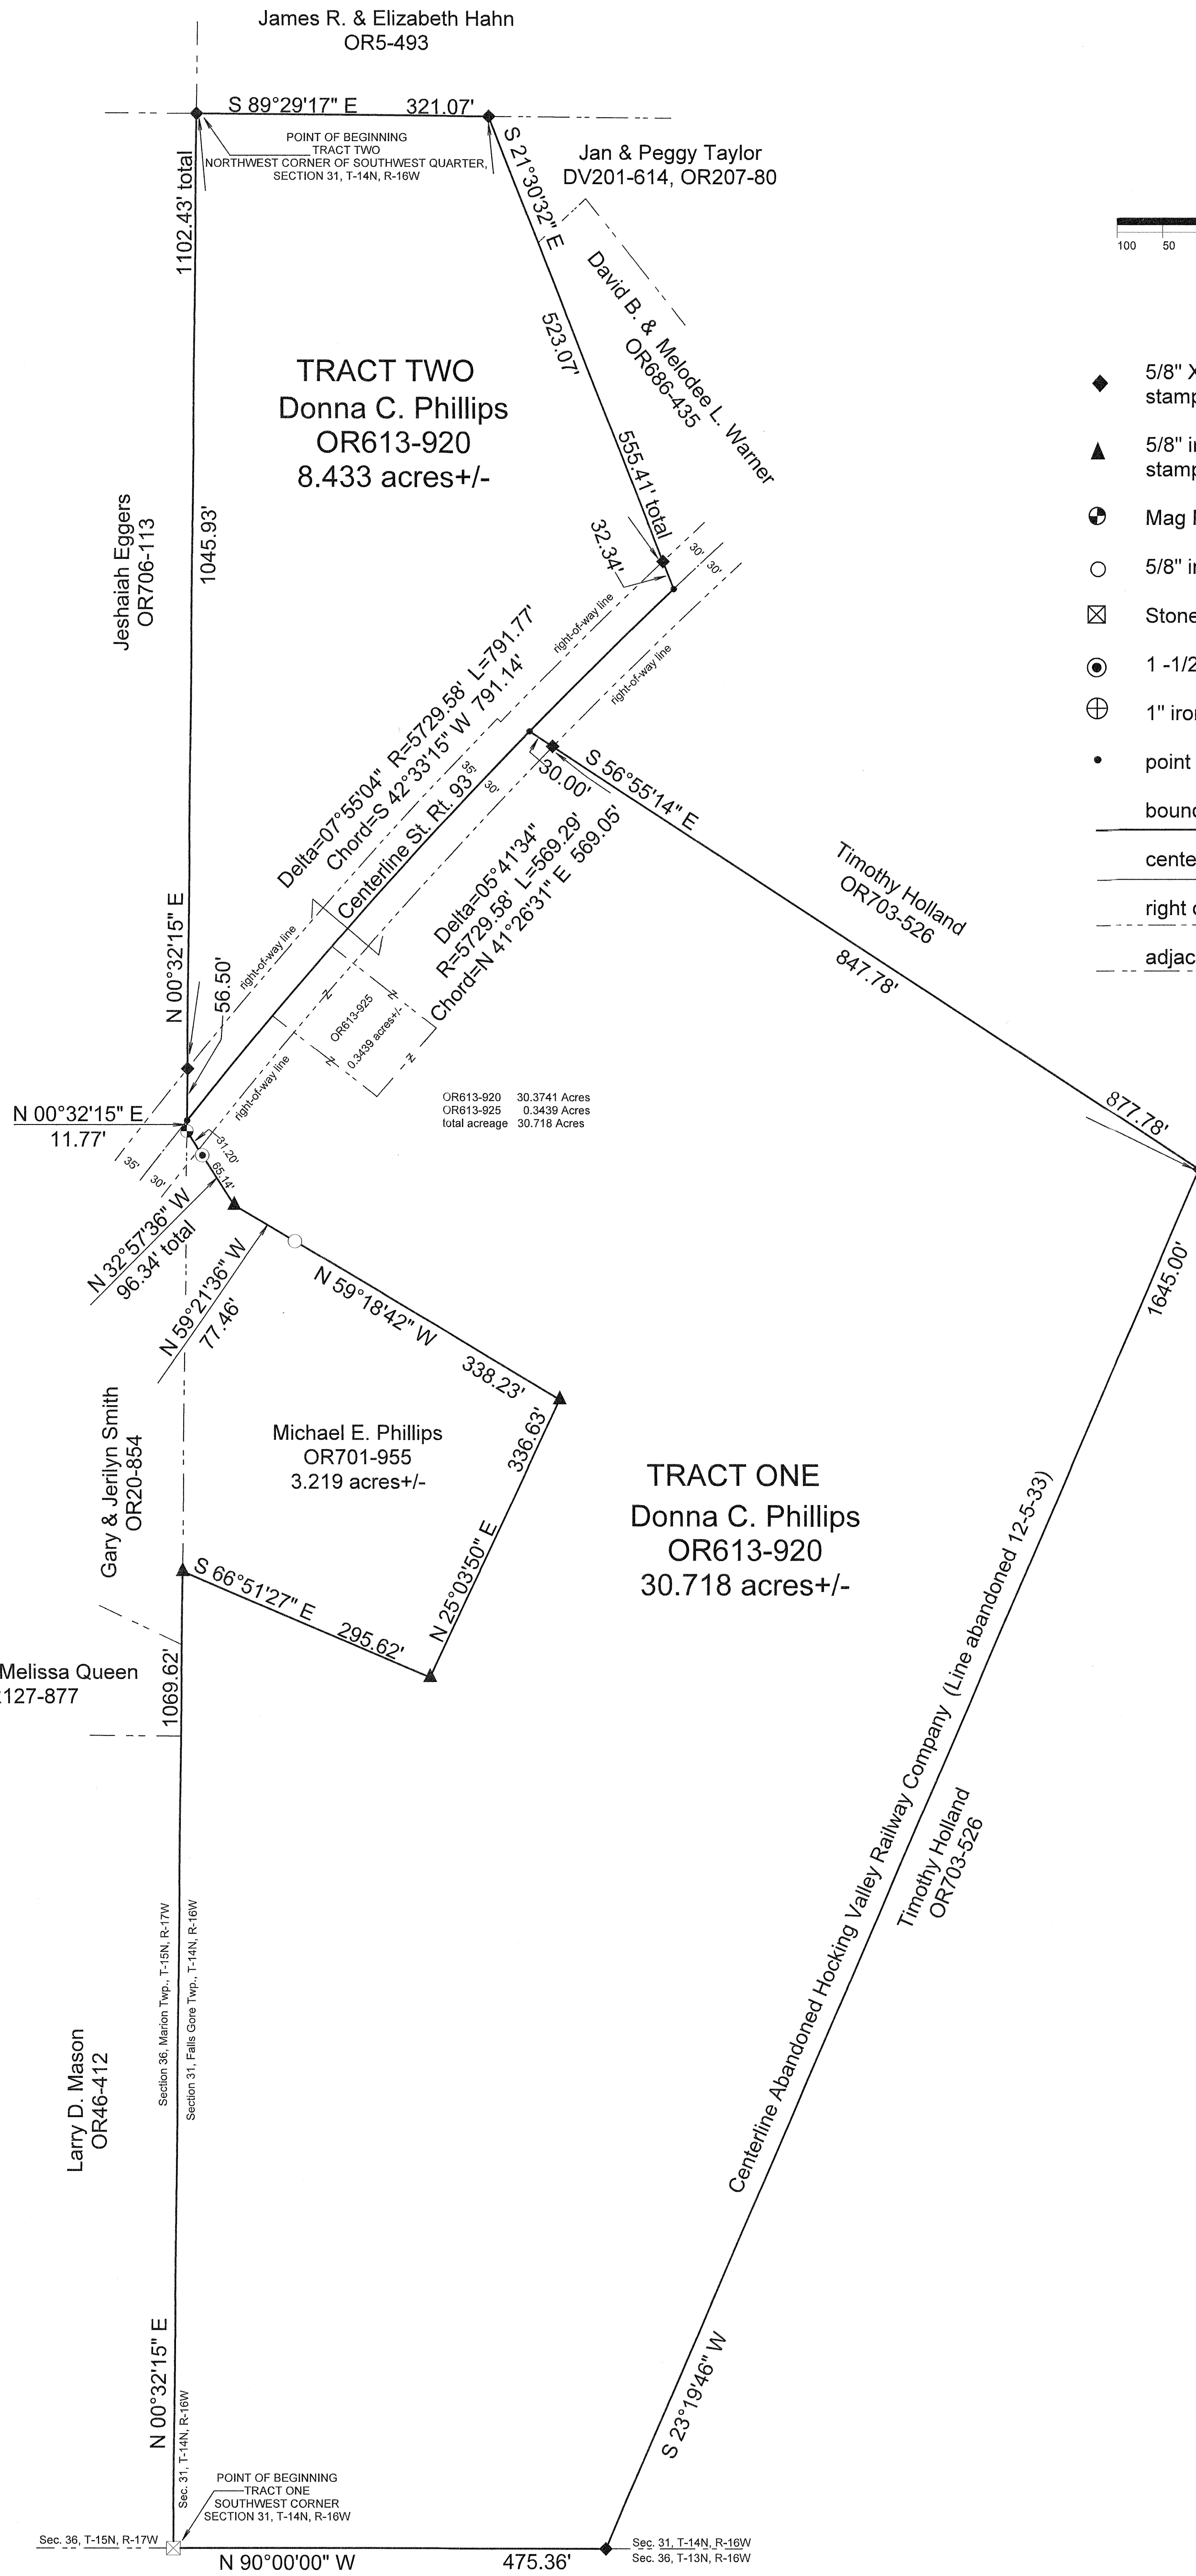 James R. & Elizabeth Hahn
OR5-493
S 89°29'17" E 321.07'
POINT OF BEGINNING
TRACT TWO
NORTHWEST CORNER OF SOUTHWEST QUARTER,
SECTION 31, T-14N, R-16W
1102.43' total
S 21°30'32" E
Jan & Peggy Taylor
DV201-614, OR207-80
100 50
David B. & Melodee L. Warner
OR686-435
523.07'
TRACT TWO
Donna C. Phillips
OR613-920
8.433 acres+/-
5/8" X
stamp
5/8" ir
stamp
Mag
5/8" ir
Stone
1 -1/2
1" iron
point
bound
cente
right o
adjac
555.41' total
32.34'
30'
30'
Jeshaiah Eggers
OR706-113
1045.93'
right-of-way line
right-of-way line
Delta=07°55'04" R=5729.58' L=791.77'
Chord=S 42°33'15" W 791.14'
35'
30'
Centerline St. Rt. 93
30.00'
S 56°55'14" E
Delta=05°41'34"
R=5729.58' L=569.29'
Chord=N 41°26'31" E 569.05'
Timothy Holland
OR703-526
847.78'
877.78'
N 00°32'15" E
56.50'
right-of-way line
right-of-way line
OR613-925
0.3439 acres+/-
Z
Z
Z
Z
OR613-920 30.3741 Acres
OR613-925 0.3439 Acres
total acreage 30.718 Acres
N 00°32'15" E
11.77'
35'
30'
31.20'
65.14'
N 32°57'36" W
96.34' total
N 59°21'36" W
77.46'
N 59°18'42" W
338.23'
1645.00'
Gary & Jerilyn Smith
OR20-854
Michael E. Phillips
OR701-955
3.219 acres+/-
336.63'
N 25°03'50" E
S 66°51'27" E
295.62'
TRACT ONE
Donna C. Phillips
OR613-920
30.718 acres+/-
Melissa Queen
127-877
1069.62'
Centerline Abandoned Hocking Valley Railway Company (Line abandoned 12-5-33)
Timothy Holland
OR703-526
Section 36, Marion Twp., T-15N, R-17W
Section 31, Falls Gore Twp., T-14N, R-16W
Larry D. Mason
OR46-412
N 00°32'15" E
Sec. 31, T-14N, R-16W
S 23°19'46" W
POINT OF BEGINNING
TRACT ONE
SOUTHWEST CORNER
SECTION 31, T-14N, R-16W
Sec. 36, T-15N, R-17W
N 90°00'00" W 475.36'
Sec. 31, T-14N, R-16W
Sec. 36, T-13N, R-16W